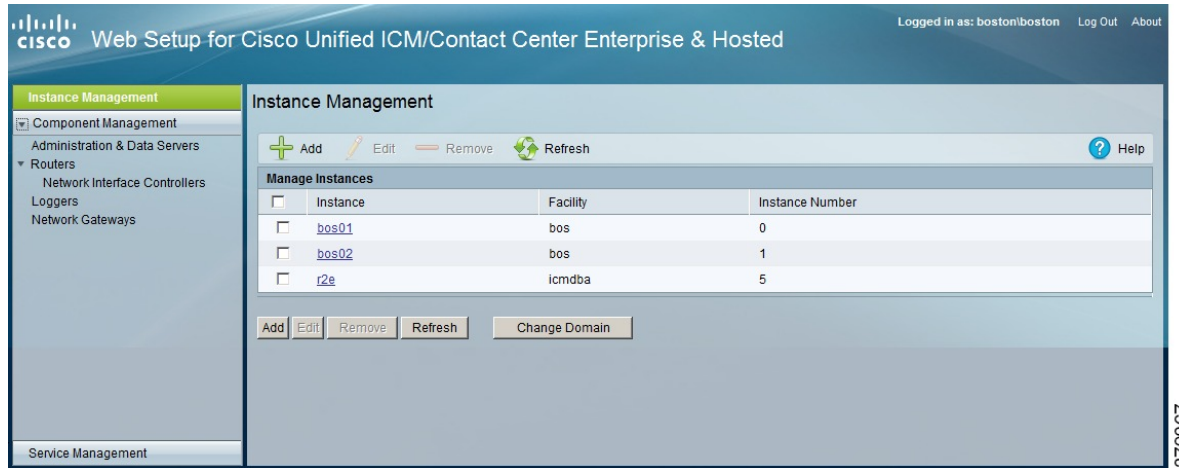 Logged in as: boston\boston Log Out About
CISCO Web Setup for Cisco Unified ICM/Contact Center Enterprise & Hosted
Instance Management
Component Management
Administration & Data Servers
Routers
Network Interface Controllers
Loggers
Network Gateways
Service Management
Instance Management
Add Edit Remove Refresh Help
Manage Instances
Instance Facility Instance Number
bos01 bos 0
bos02 bos 1
r2e icmdba 5
Add Edit Remove Refresh Change Domain